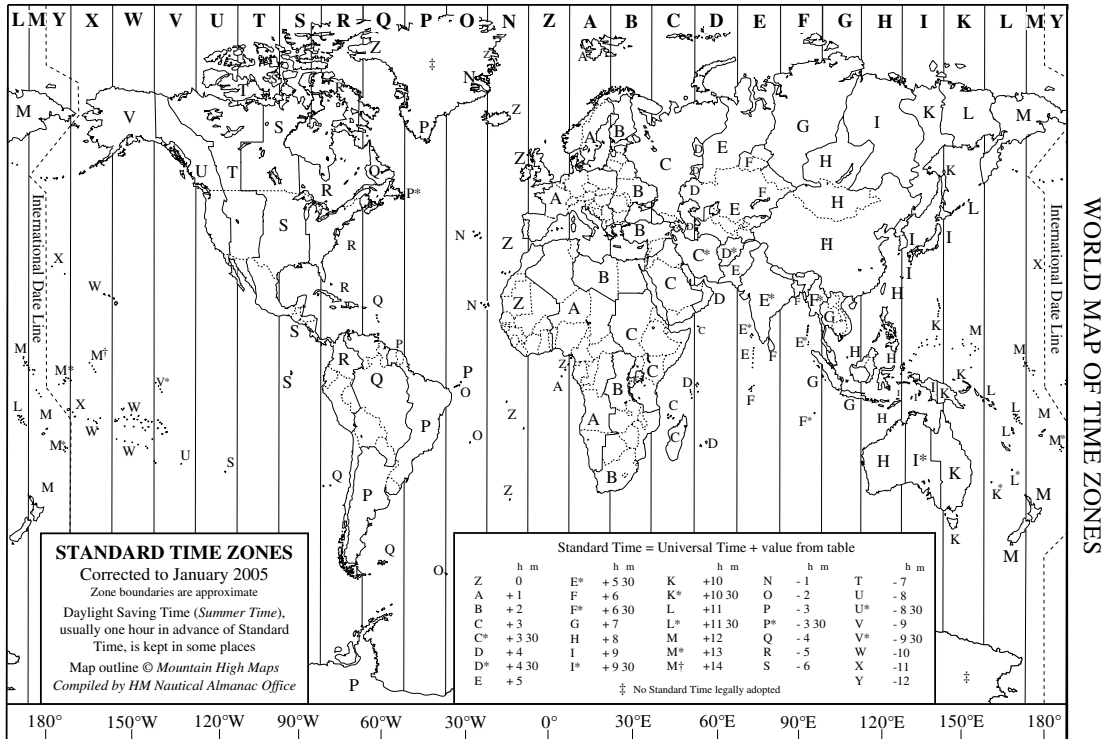 L M Y X W V U T S R Q P O N Z A B C D E F G H I K L M Y
WORLD MAP OF TIME ZONES
International Date Line
International Date Line
STANDARD TIME ZONES
Corrected to January 2005
Zone boundaries are approximate
Daylight Saving Time (Summer Time),
usually one hour in advance of Standard
Time, is kept in some places
Map outline © Mountain High Maps
Compiled by HM Nautical Almanac Office
Standard Time = Universal Time + value from table
h m h m h m h m h m
Z 0 E* + 5 30 K +10 N - 1 T - 7
A + 1 F + 6 K* +10 30 O - 2 U - 8
B + 2 F* + 6 30 L +11 P - 3 U* - 8 30
C + 3 G + 7 L* +11 30 P* - 3 30 V - 9
C* + 3 30 H + 8 M +12 Q - 4 V* - 9 30
D + 4 I + 9 M* +13 R - 5 W -10
D* + 4 30 I* + 9 30 M† +14 S - 6 X -11
E + 5 Y -12
‡ No Standard Time legally adopted
180° 150°W 120°W 90°W 60°W 30°W 0° 30°E 60°E 90°E 120°E 150°E 180°